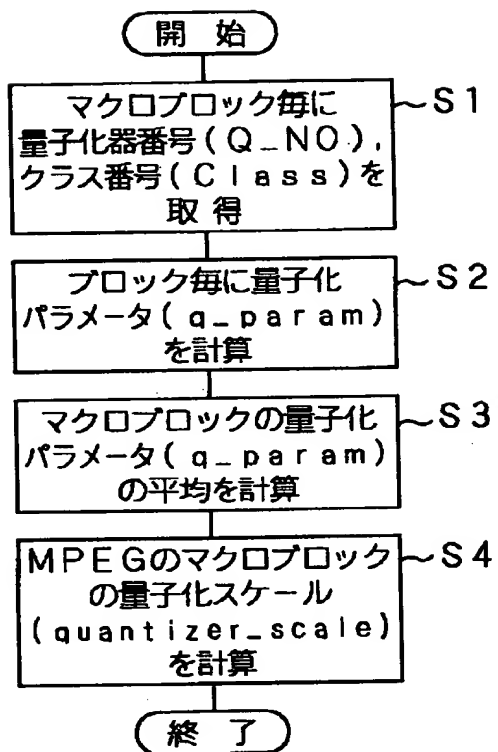 開 始
マクロブロック毎に
量子化器番号(Q_NO),
クラス番号(Class)を
取 得
~S1
ブロック毎に量子化
パラメータ(q_param)
を計算
~S2
マクロブロックの量子化
パラメータ(q_param)
の平均を計算
~S3
MPEGのマクロブロック
の量子化スケール
(quantizer_scale)
を計算
~S4
終 了